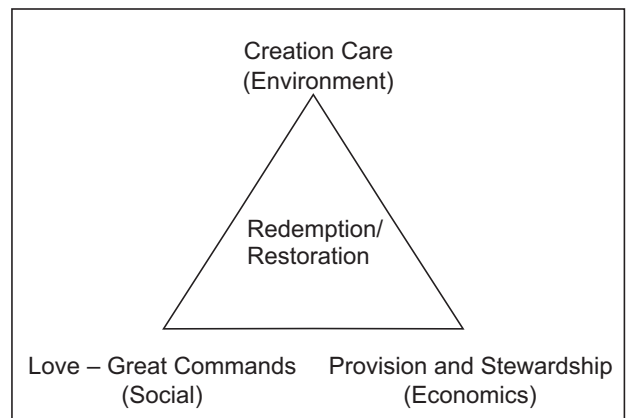 Creation Care
(Environment)
Redemption/
Restoration
Love – Great Commands
(Social)
Provision and Stewardship
(Economics)